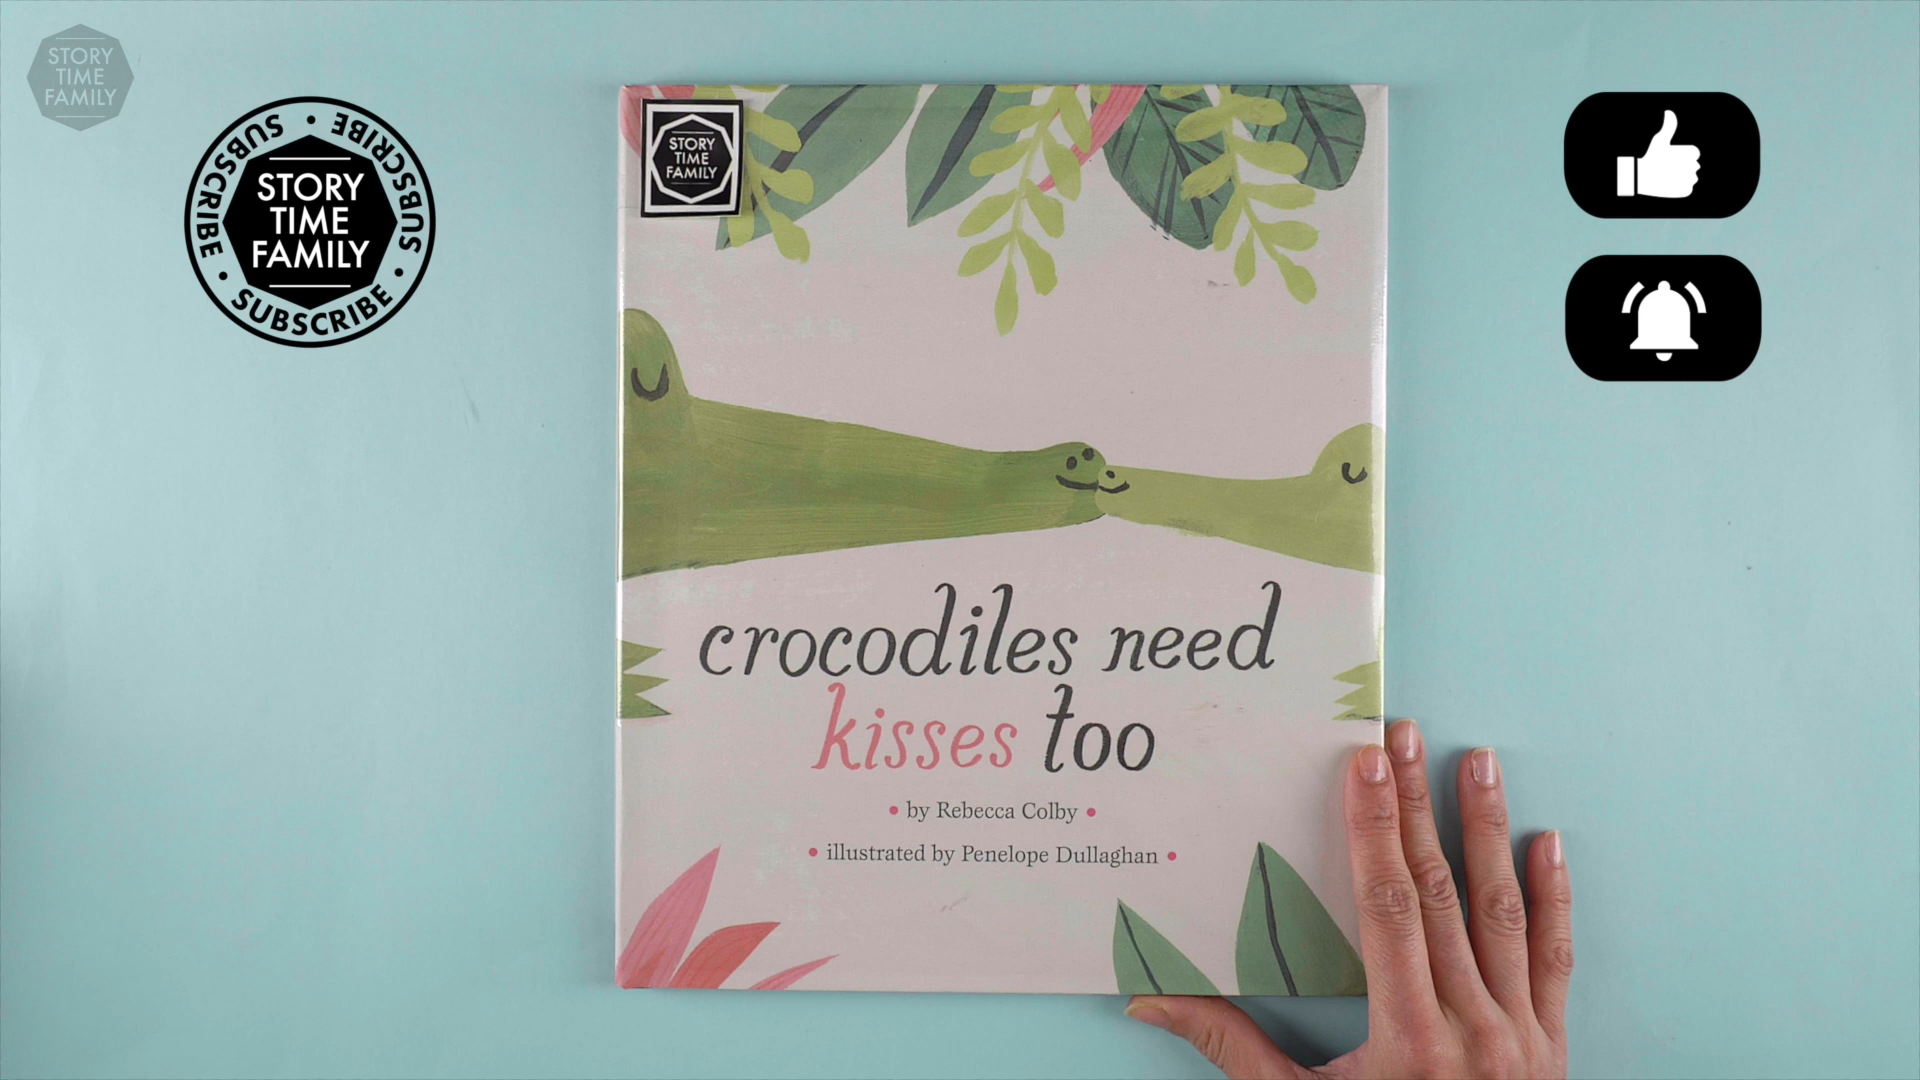 STORY
TIME
FAMILY
SUBSCRIBE • SUBSCRIBE • SUBSCRIBE •
STORY
TIME
FAMILY
STORY
TIME
FAMILY
crocodiles need
kisses too
• by Rebecca Colby •
• illustrated by Penelope Dullaghan •